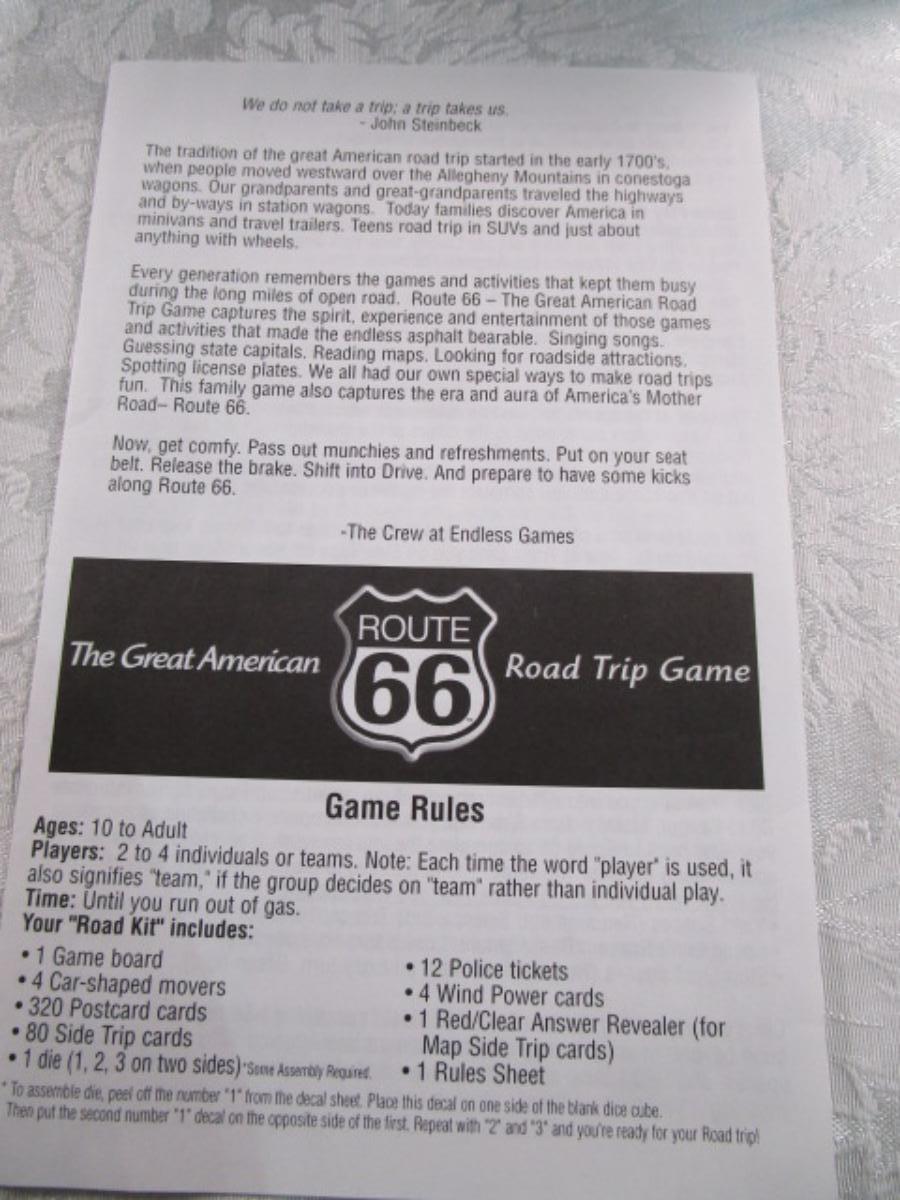 We do not take a trip; a trip takes us.
- John Steinbeck
The tradition of the great American road trip started in the early 1700's,
when people moved westward over the Allegheny Mountains in conestoga
wagons. Our grandparents and great-grandparents traveled the highways
and by-ways in station wagons. Today families discover America in
minivans and travel trailers. Teens road trip in SUVs and just about
anything with wheels.
Every generation remembers the games and activities that kept them busy
during the long miles of open road. Route 66 – The Great American Road
Trip Game captures the spirit, experience and entertainment of those games
and activities that made the endless asphalt bearable. Singing songs.
Guessing state capitals. Reading maps. Looking for roadside attractions.
Spotting license plates. We all had our own special ways to make road trips
fun. This family game also captures the era and aura of America's Mother
Road– Route 66.
Now, get comfy. Pass out munchies and refreshments. Put on your seat
belt. Release the brake. Shift into Drive. And prepare to have some kicks
along Route 66.
-The Crew at Endless Games
The Great American ROUTE 66 Road Trip Game
Game Rules
Ages: 10 to Adult
Players: 2 to 4 individuals or teams. Note: Each time the word "player" is used, it
also signifies "team," if the group decides on "team" rather than individual play.
Time: Until you run out of gas.
Your "Road Kit" includes:
• 1 Game board
• 4 Car-shaped movers
• 320 Postcard cards
• 80 Side Trip cards
• 1 die (1, 2, 3 on two sides) *Some Assembly Required.
• 12 Police tickets
• 4 Wind Power cards
• 1 Red/Clear Answer Revealer (for
Map Side Trip cards)
• 1 Rules Sheet
* To assemble die, peel off the number "1" from the decal sheet. Place this decal on one side of the blank dice cube.
Then put the second number "1" decal on the opposite side of the first. Repeat with "2" and "3" and you're ready for your Road trip!